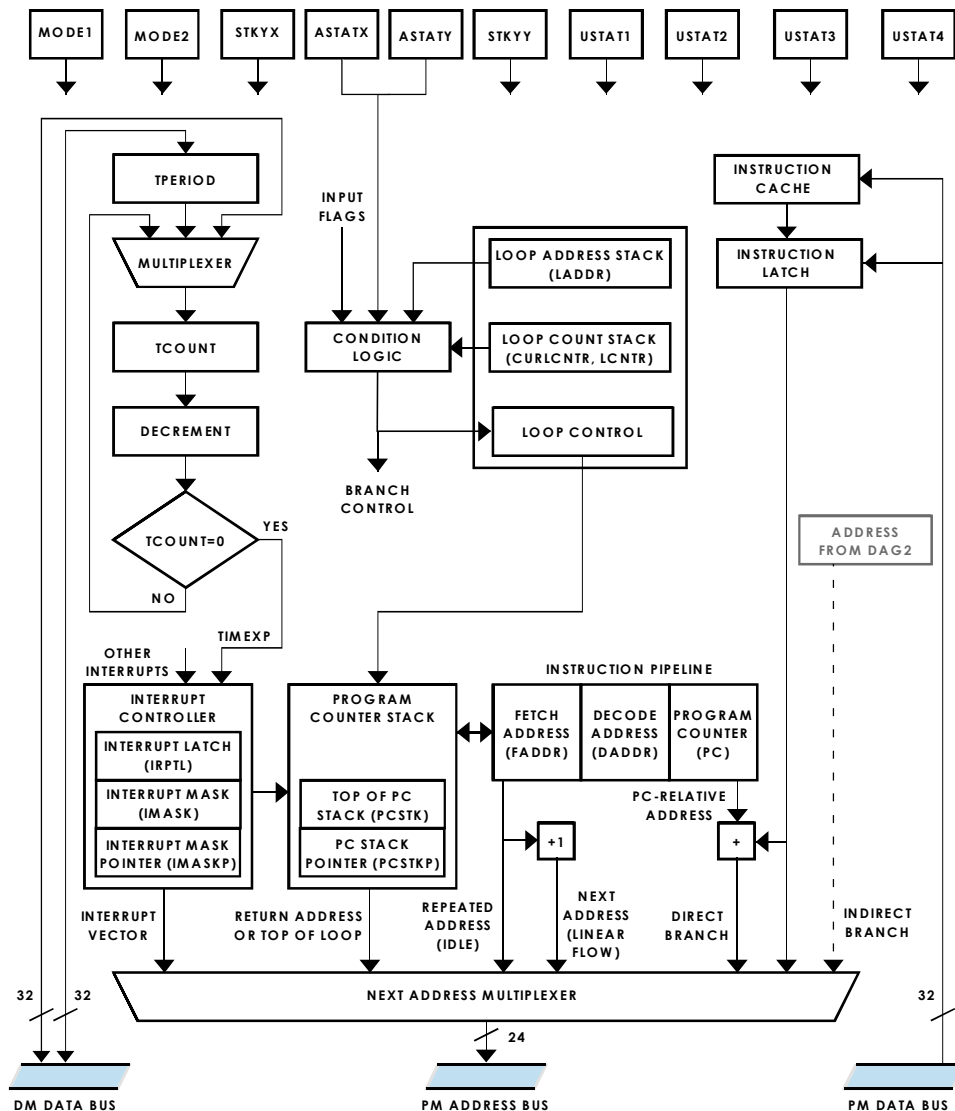 MODE1
MODE2
STKYX
ASTATX
ASTATY
STKYY
USTAT1
USTAT2
USTAT3
USTAT4
TPERIOD
MULTIPLEXER
TCOUNT
DECREMENT
TCOUNT=0
YES
NO
TIMEXP
OTHER
INTERRUPTS
INPUT
FLAGS
CONDITION
LOGIC
BRANCH
CONTROL
LOOP ADDRESS STACK
(LADDR)
LOOP COUNT STACK
(CURLCNTR, LCNTR)
LOOP CONTROL
INSTRUCTION
CACHE
INSTRUCTION
LATCH
ADDRESS
FROM DAG2
INTERRUPT
CONTROLLER
INTERRUPT LATCH
(IRPTL)
INTERRUPT MASK
(IMASK)
INTERRUPT MASK
POINTER (IMASKP)
PROGRAM
COUNTER STACK
TOP OF PC
STACK (PCSTK)
PC STACK
POINTER (PCSTKP)
INSTRUCTION PIPELINE
FETCH
ADDRESS
(FADDR)
DECODE
ADDRESS
(DADDR)
PROGRAM
COUNTER
(PC)
PC-RELATIVE
ADDRESS
+1
+
INTERRUPT
VECTOR
RETURN ADDRESS
OR TOP OF LOOP
REPEATED
ADDRESS
(IDLE)
NEXT
ADDRESS
(LINEAR
FLOW)
DIRECT
BRANCH
INDIRECT
BRANCH
NEXT ADDRESS MULTIPLEXER
32
32
24
32
DM DATA BUS
PM ADDRESS BUS
PM DATA BUS